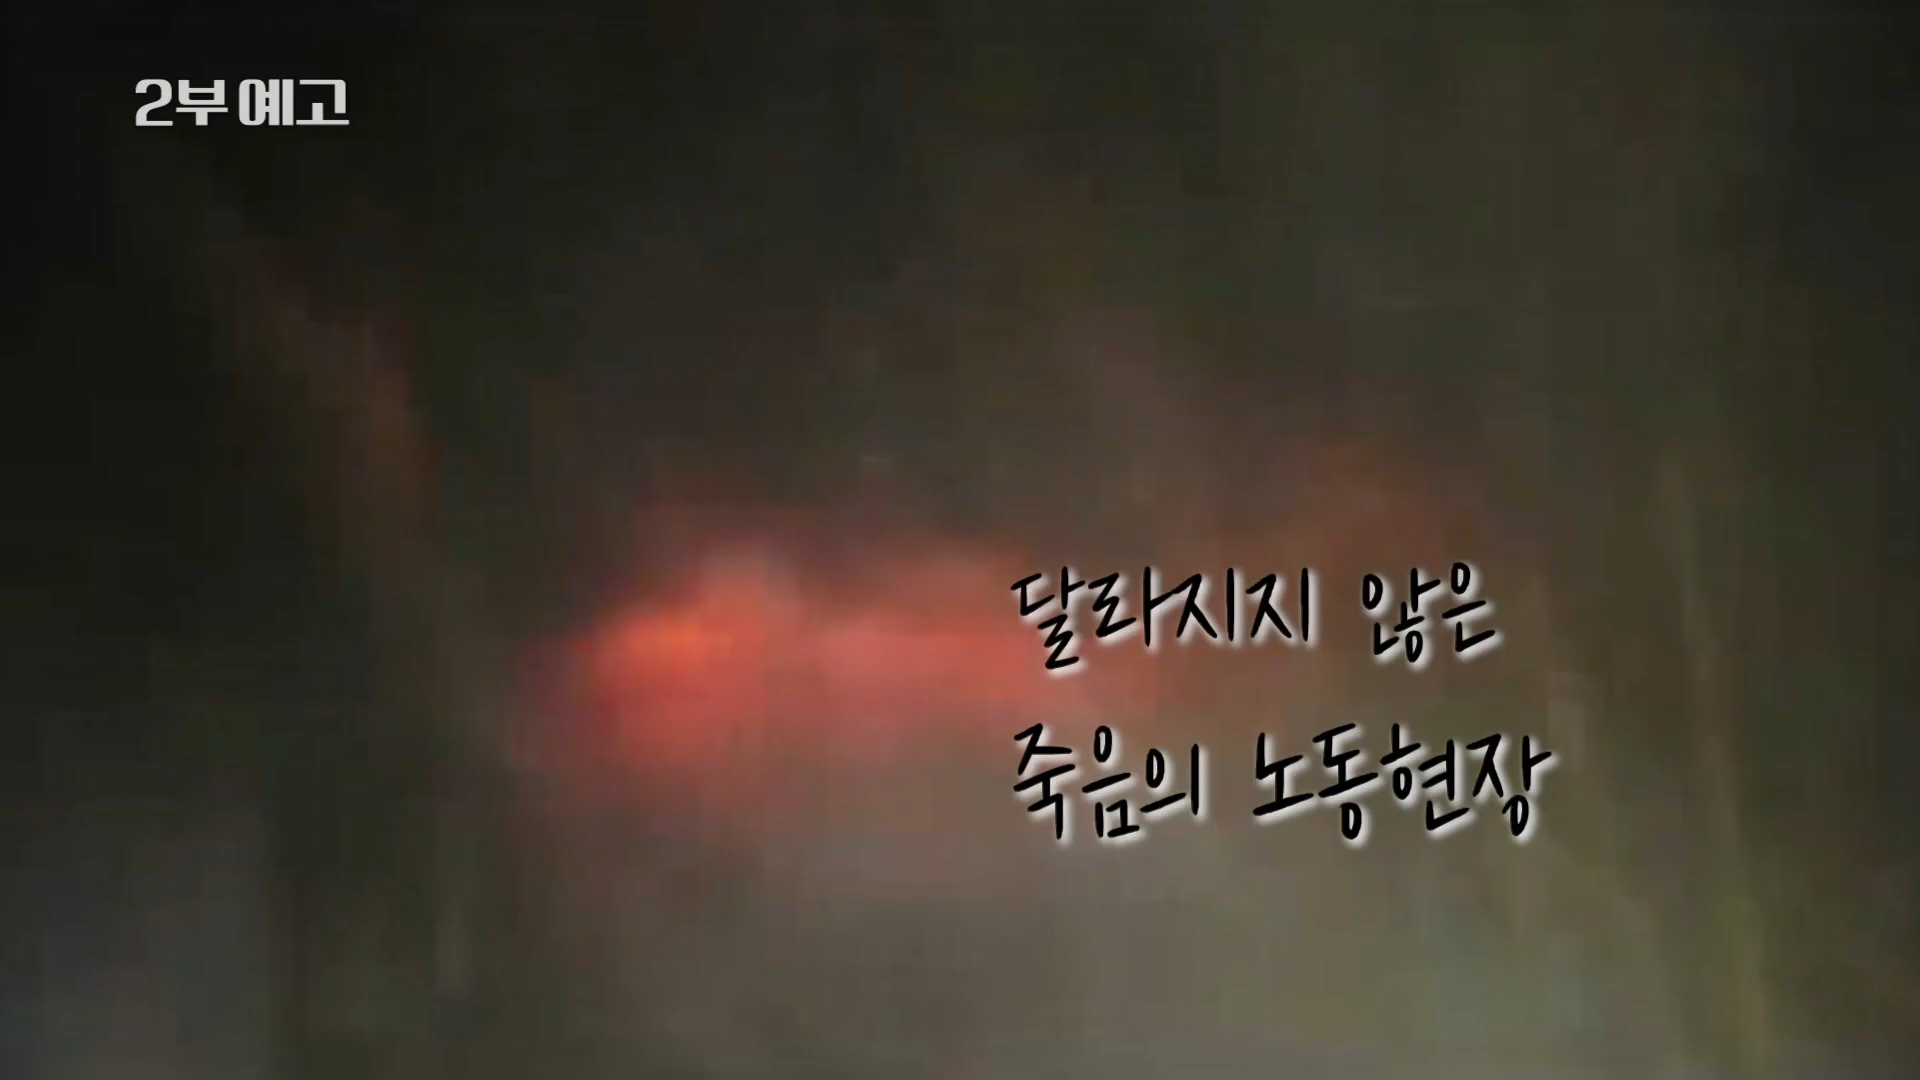 2부 예고
달라지지 않은
죽음의 노동현장